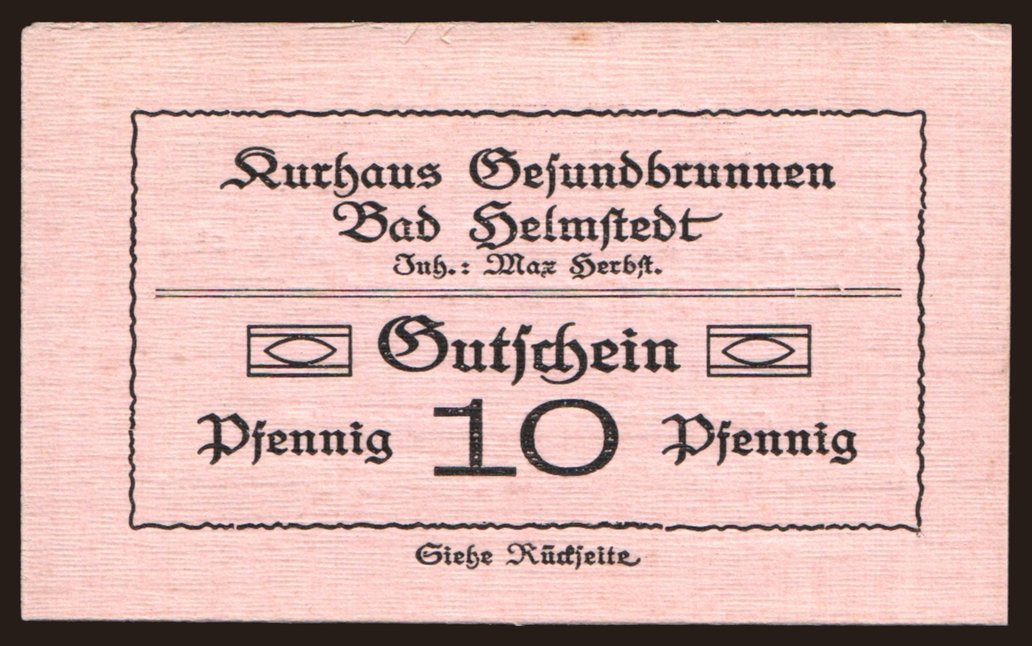 Kurhaus Gesundbrunnen
Bad Helmstedt
Inh.: Max Herbst.
Gutschein
Pfennig 10 Pfennig
Siehe Rückseite